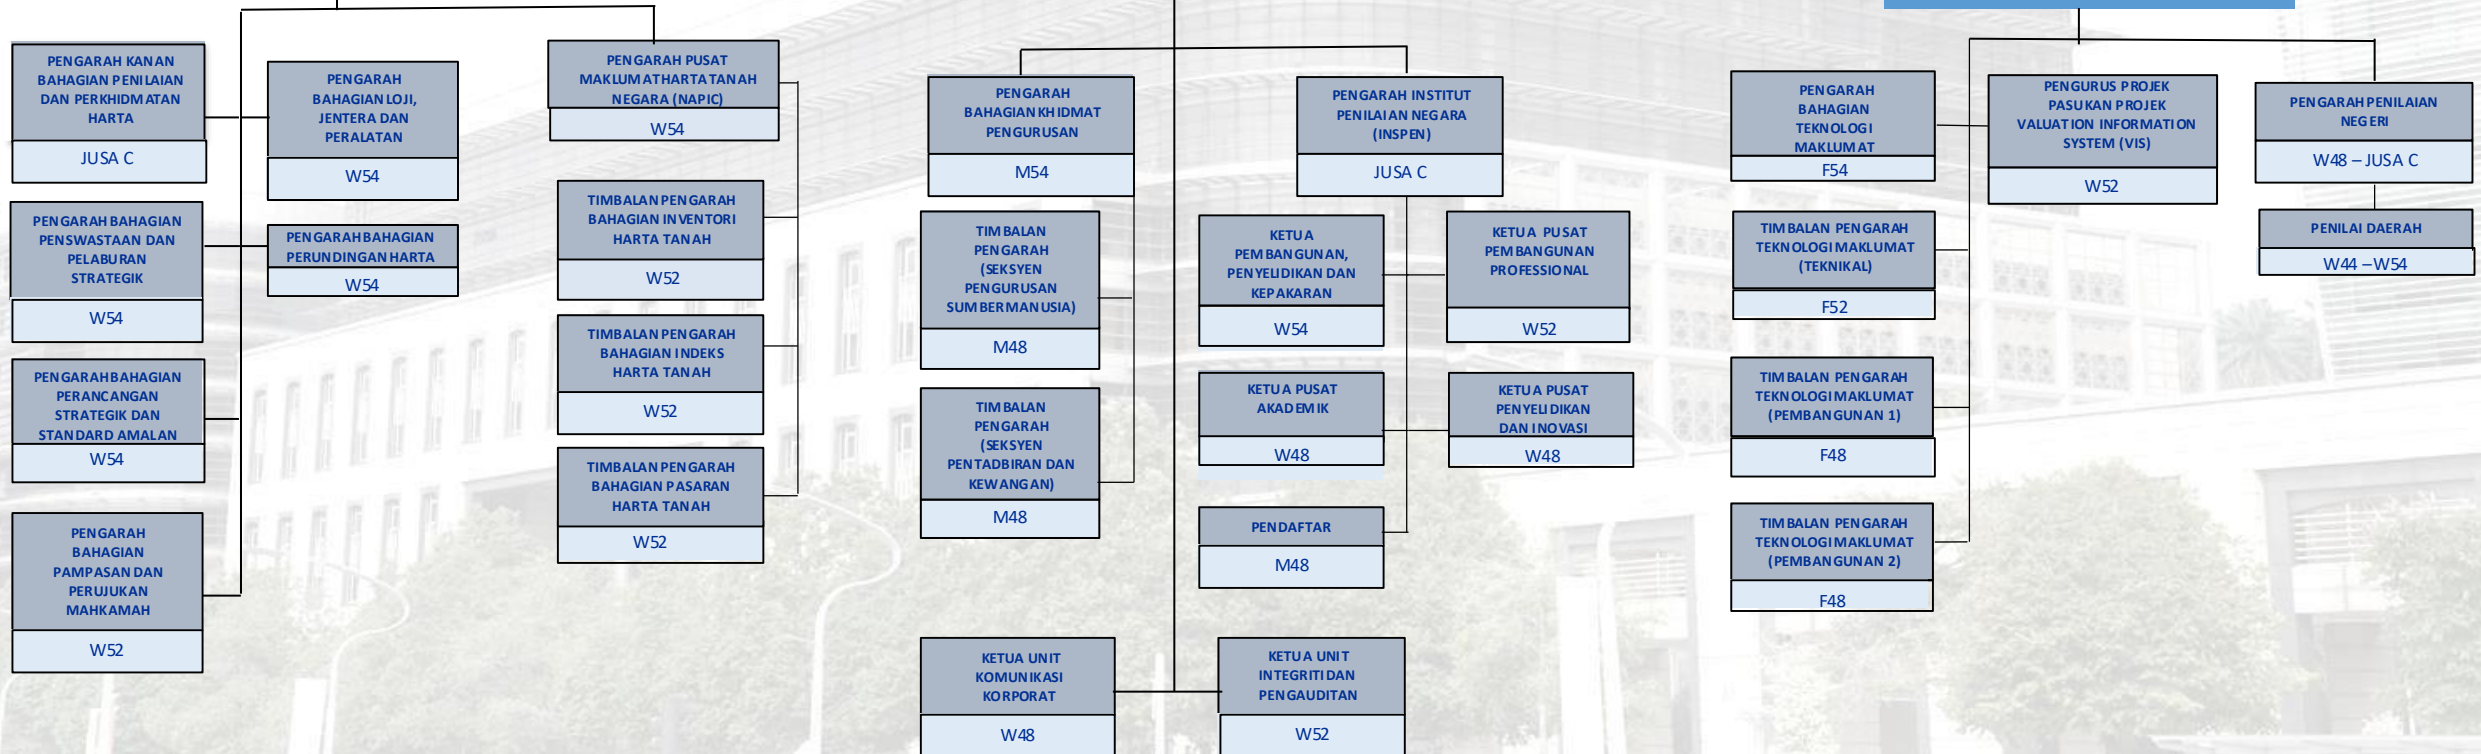 PENGARAH KANAN
BAHAGIAN PENILAIAN
DAN PERKHIDMATAN
HARTA
JUSA C
PENGARAH
BAHAGIAN LOJI,
JENTERA DAN
PERALATAN
W54
PENGARAH BAHAGIAN
PENSWASTAAN DAN
PELABURAN
STRATEGIK
W54
PENGARAH BAHAGIAN
PERUNDINGAN HARTA
W54
PENGARAH BAHAGIAN
PERANCANGAN
STRATEGIK DAN
STANDARD AMALAN
W54
PENGARAH
BAHAGIAN
PAMPASAN DAN
PERUJUKAN
MAHKAMAH
W52
PENGARAH PUSAT
MAKLUMAT HARTA TANAH
NEGARA (NAPIC)
W54
TIMBALAN PENGARAH
BAHAGIAN INVENTORI
HARTA TANAH
W52
TIMBALAN PENGARAH
BAHAGIAN INDEKS
HARTA TANAH
W52
TIMBALAN PENGARAH
BAHAGIAN PASARAN
HARTA TANAH
W52
PENGARAH
BAHAGIAN KHIDMAT
PENGURUSAN
M54
TIMBALAN
PENGARAH
(SEKSYEN
PENGURUSAN
SUMBERMANUSIA)
M48
TIMBALAN
PENGARAH
(SEKSYEN
PENTADBIRAN DAN
KEWANGAN)
M48
PENGARAH INSTITUT
PENILAIAN NEGARA
(INSPEN)
JUSA C
KETUA
PEMBANGUNAN,
PENYELIDIKAN DAN
KEPAKARAN
W54
KETUA PUSAT
PEMBANGUNAN
PROFESSIONAL
W52
KETUA PUSAT
AKADEMIK
W48
KETUA PUSAT
PENYELIDIKAN
DAN INOVASI
W48
PENDAFTAR
M48
KETUA UNIT
KOMUNIKASI
KORPORAT
W48
KETUA UNIT
INTEGRITI DAN
PENGAUDITAN
W52
PENGARAH
BAHAGIAN
TEKNOLOGI
MAKLUMAT
F54
PENGURUS PROJEK
PASUKAN PROJEK
VALUATION INFORMATION
SYSTEM (VIS)
W52
TIMBALAN PENGARAH
TEKNOLOGI MAKLUMAT
(TEKNIKAL)
F52
TIMBALAN PENGARAH
TEKNOLOGI MAKLUMAT
(PEMBANGUNAN 1)
F48
TIMBALAN PENGARAH
TEKNOLOGI MAKLUMAT
(PEMBANGUNAN 2)
F48
PENGARAH PENILAIAN
NEGERI
W48 – JUSA C
PENILAI DAERAH
W44 – W54